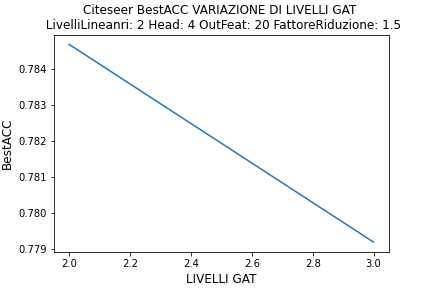 Citeseer BestACC VARIAZIONE DI LIVELLI GAT
LivelliLineanri: 2 Head: 4 OutFeat: 20 FattoreRiduzione: 1.5
BestACC
0.784
0.783
0.782
0.781
0.780
0.779
2.0 2.2 2.4 2.6 2.8 3.0
LIVELLI GAT